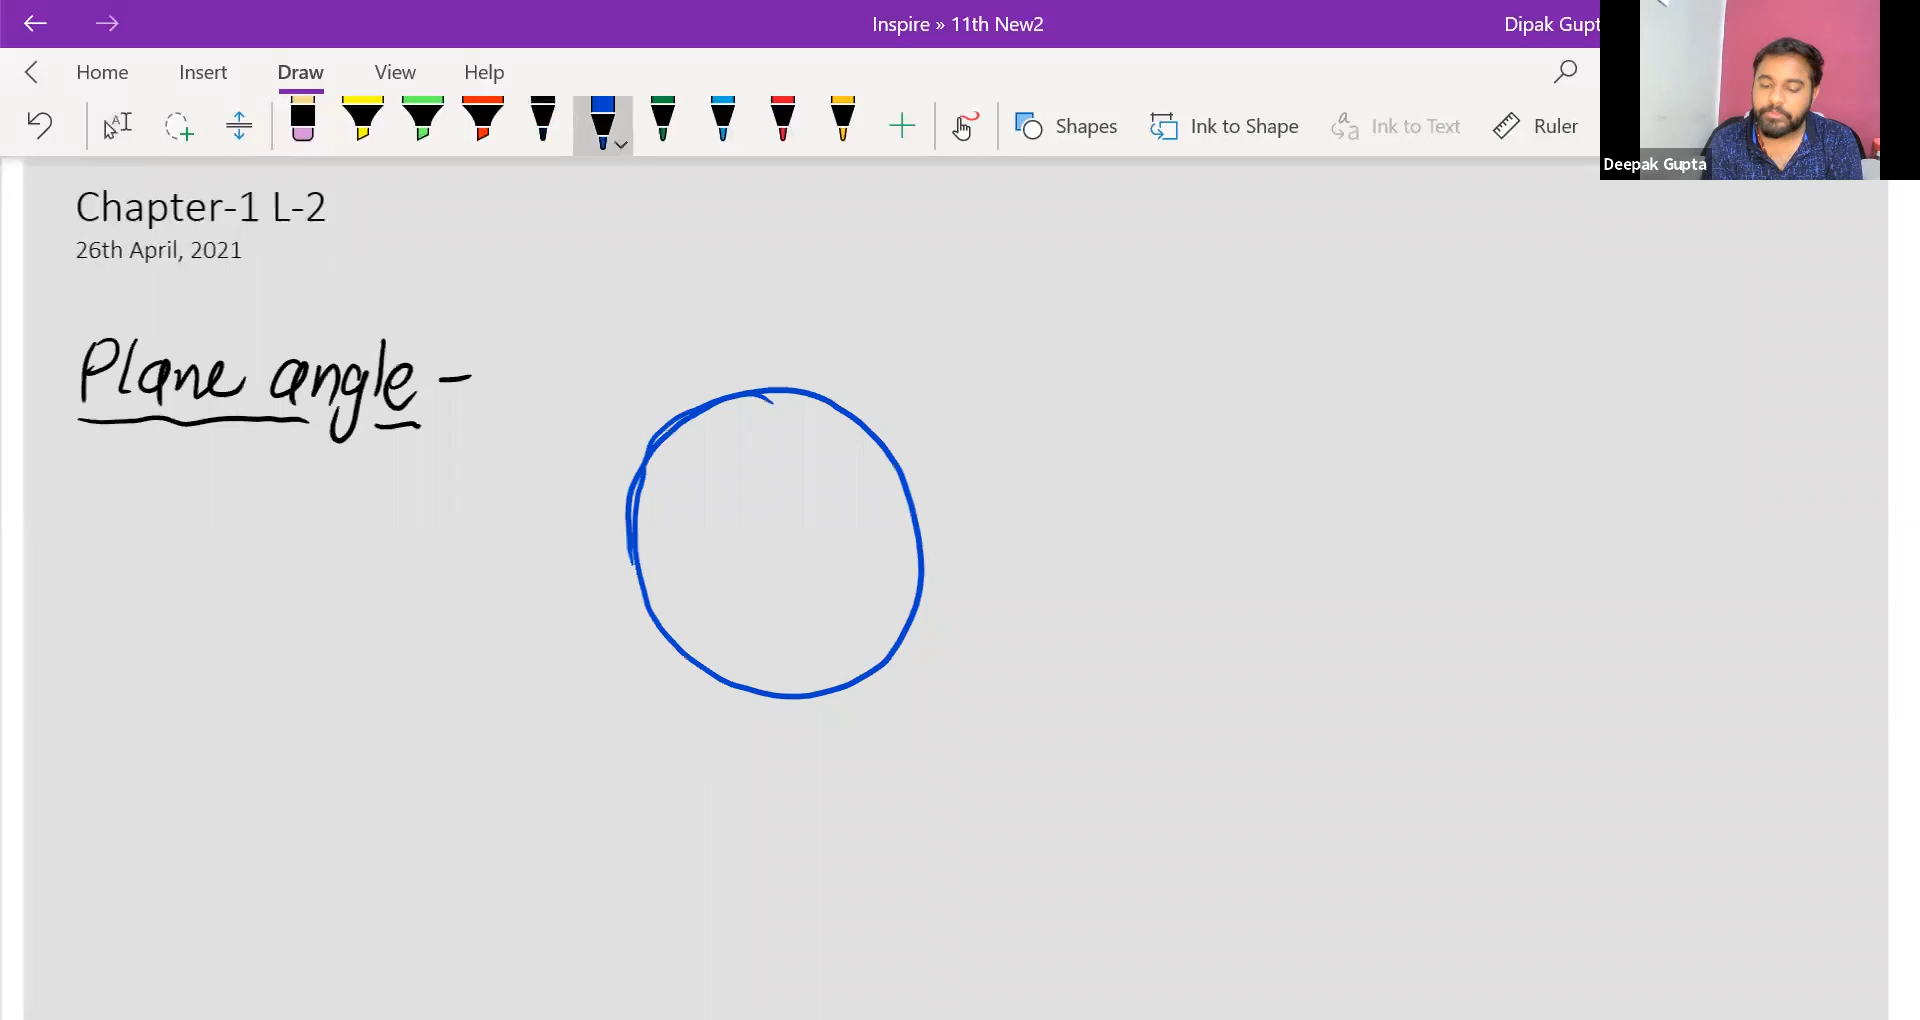 Inspire » 11th New2
Dipak Gupt
Home Insert Draw View Help
Shapes Ink to Shape Ink to Text Ruler
Deepak Gupta
Chapter-1 L-2
26th April, 2021
Plane angle -